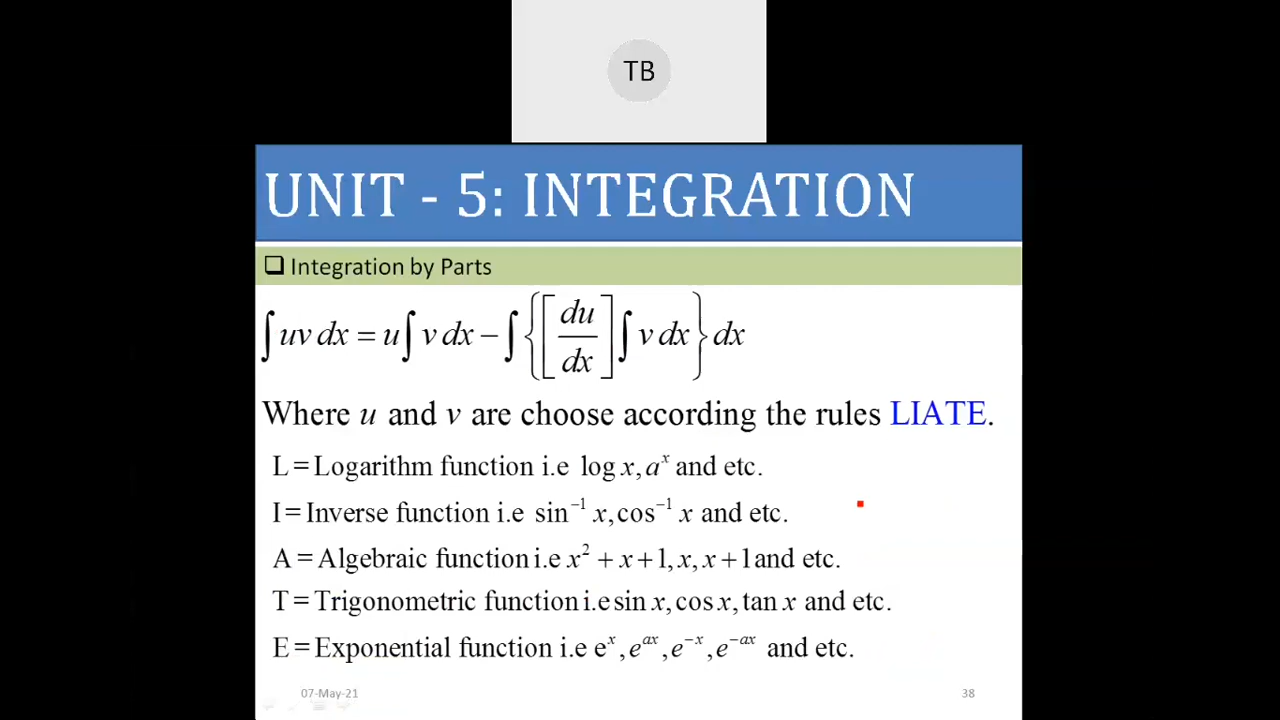 TB
UNIT - 5: INTEGRATION
❑ Integration by Parts
∫ uv dx = u ∫ v dx − ∫ { [ du/dx ] ∫ v dx } dx
Where u and v are choose according the rules LIATE.
L = Logarithm function i.e log x, aˣ and etc.
I = Inverse function i.e sin⁻¹ x, cos⁻¹ x and etc.
A = Algebraic function i.e x² + x + 1, x, x + 1 and etc.
T = Trigonometric function i.e sin x, cos x, tan x and etc.
E = Exponential function i.e eˣ, e^{ax}, e^{−x}, e^{−ax} and etc.
07-May-21
38